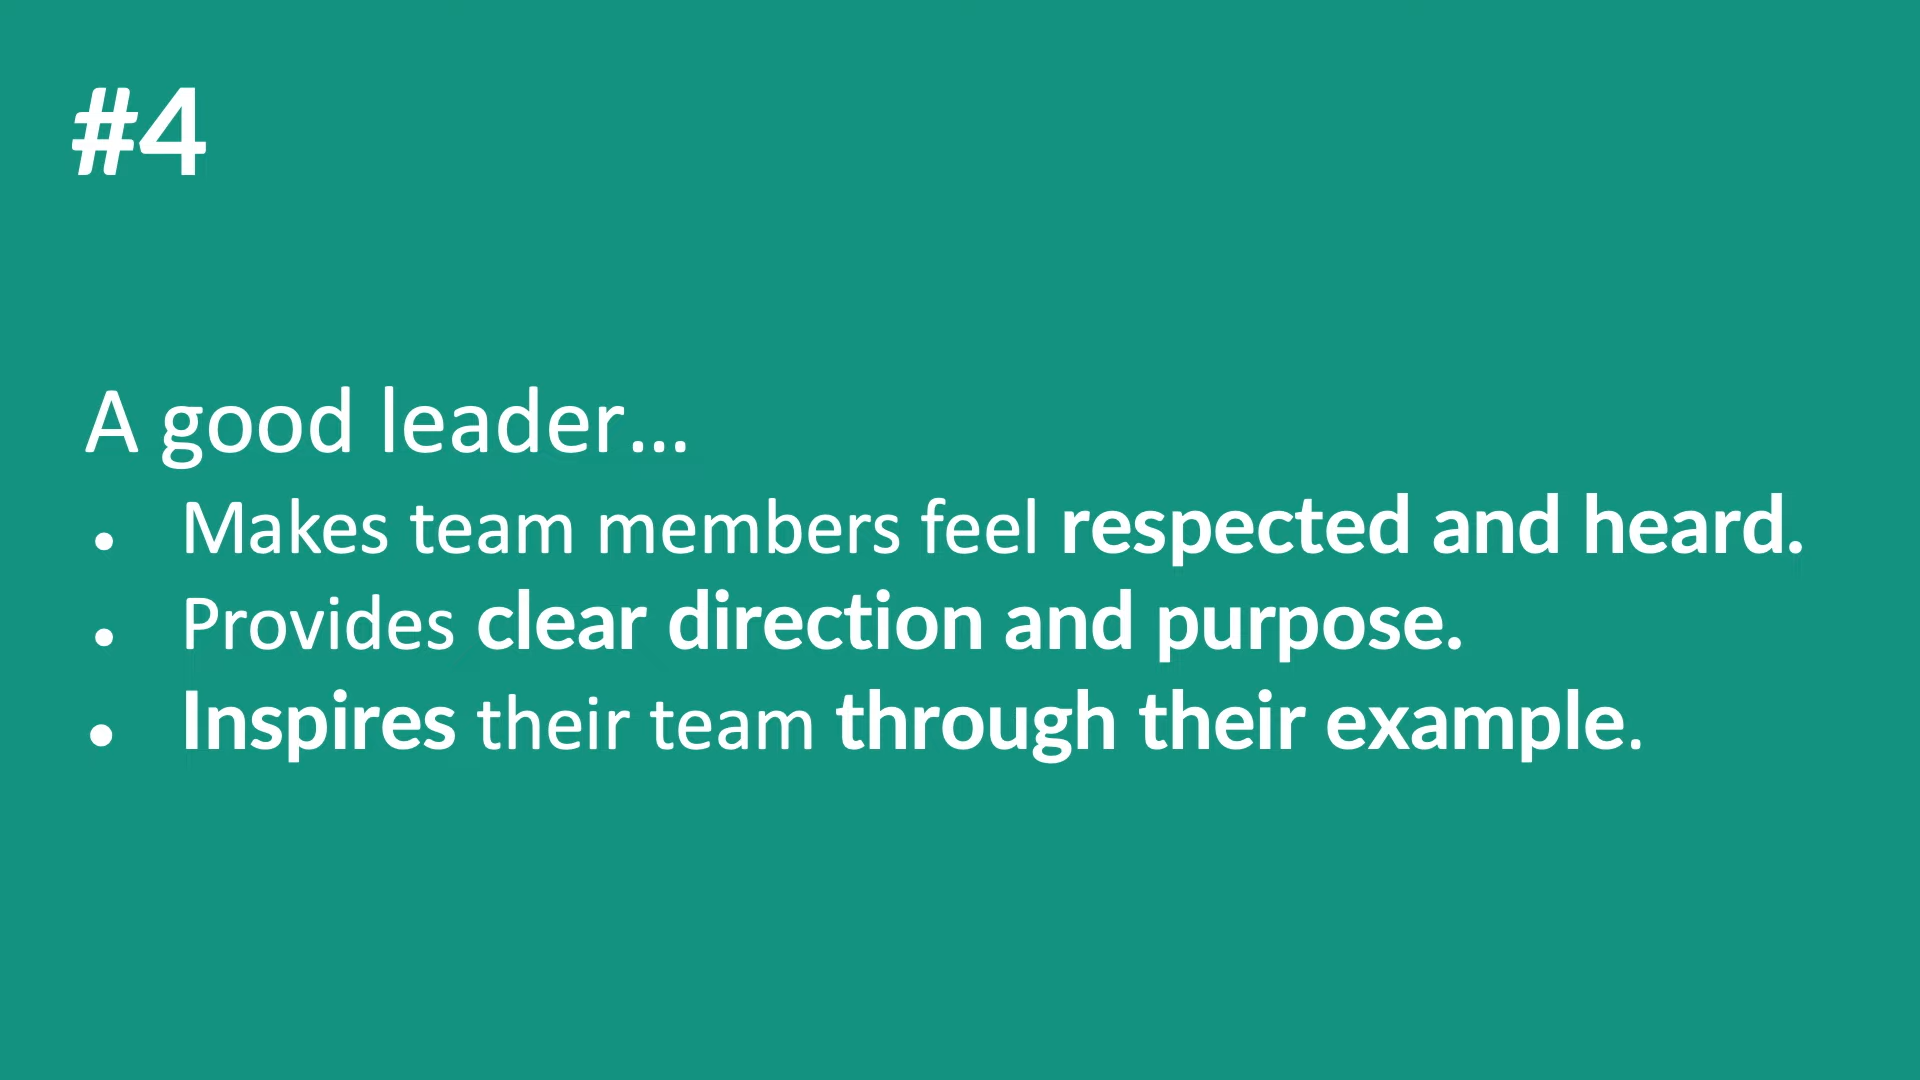 #4
A good leader...
• Makes team members feel respected and heard.
• Provides clear direction and purpose.
• Inspires their team through their example.